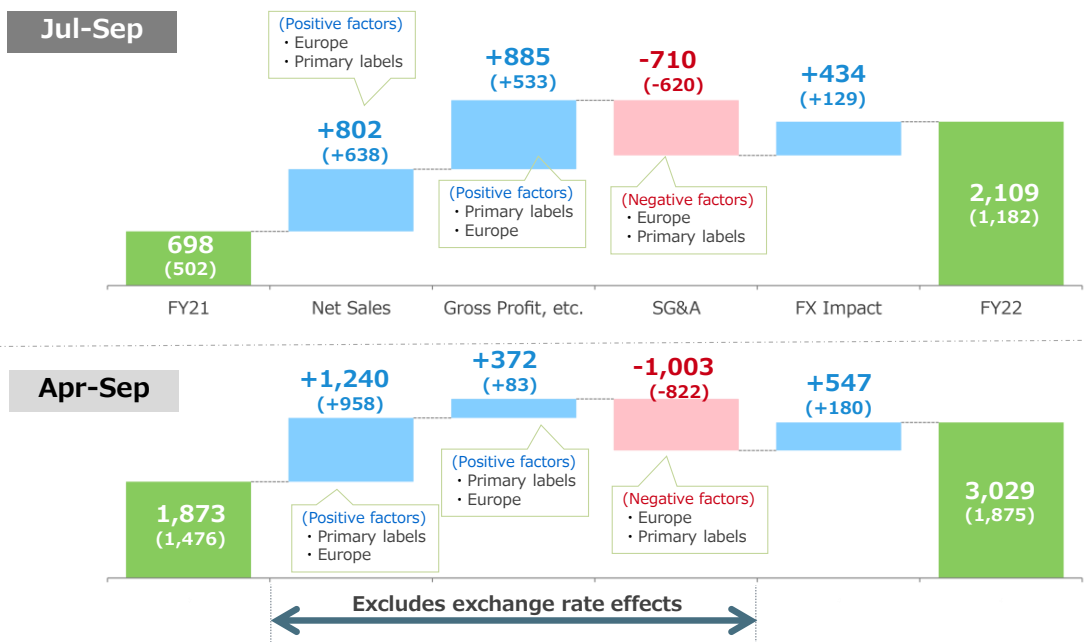 Jul-Sep
(Positive factors)
・Europe
・Primary labels
+802
(+638)
+885
(+533)
(Positive factors)
・Primary labels
・Europe
-710
(-620)
(Negative factors)
・Europe
・Primary labels
+434
(+129)
698
(502)
2,109
(1,182)
FY21
Net Sales
Gross Profit, etc.
SG&A
FX Impact
FY22
Apr-Sep
+1,240
(+958)
(Positive factors)
・Primary labels
・Europe
+372
(+83)
(Positive factors)
・Primary labels
・Europe
-1,003
(-822)
(Negative factors)
・Europe
・Primary labels
+547
(+180)
1,873
(1,476)
3,029
(1,875)
Excludes exchange rate effects